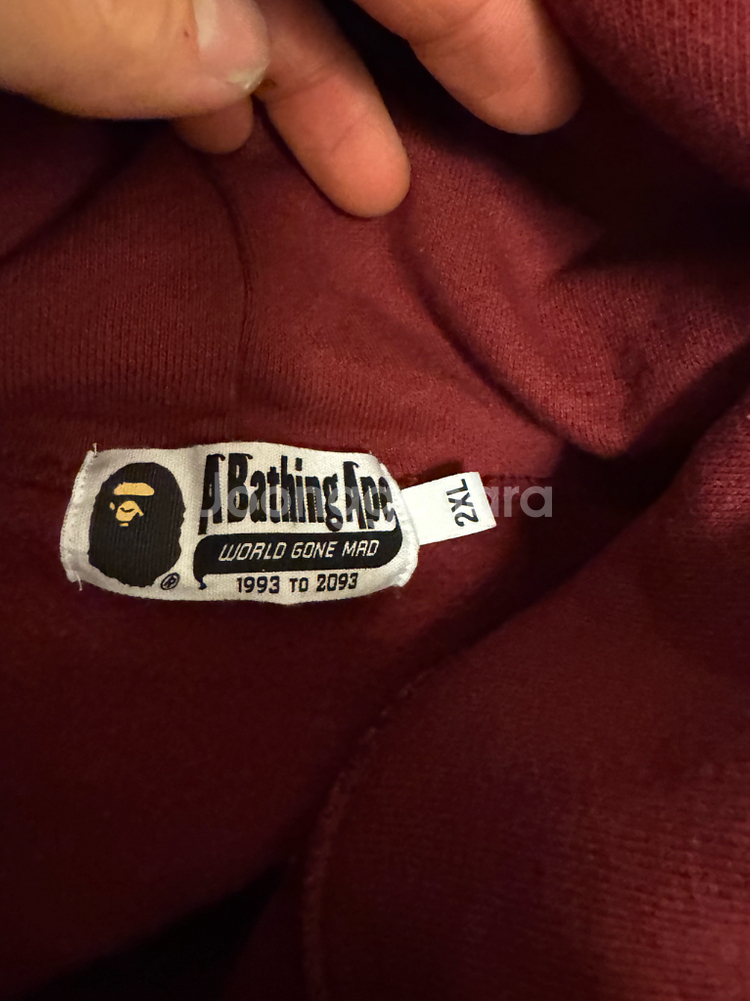 A Bathing Ape
WORLD GONE MAD
1993 TO 2093
®
2XL